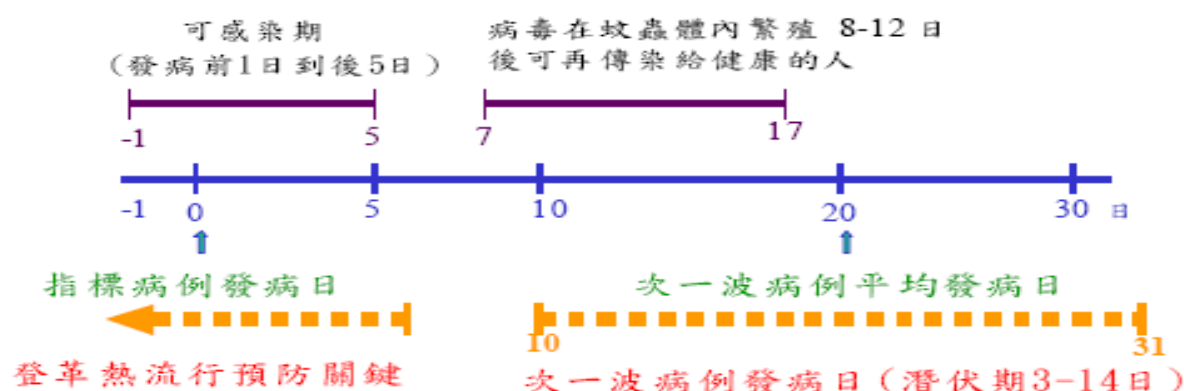 可感染期
（發病前1日到後5日）
病毒在蚊蟲體內繁殖 8-12 日
後可再傳染給健康的人
-1 5 7 17
-1 0 5 10 20 30 日
指標病例發病日
次一波病例平均發病日
10 31
登革熱流行預防關鍵
次一波病例發病日（潛伏期3-14日）